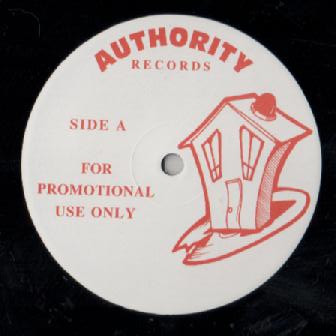 AUTHORITY
RECORDS
SIDE A
FOR
PROMOTIONAL
USE ONLY